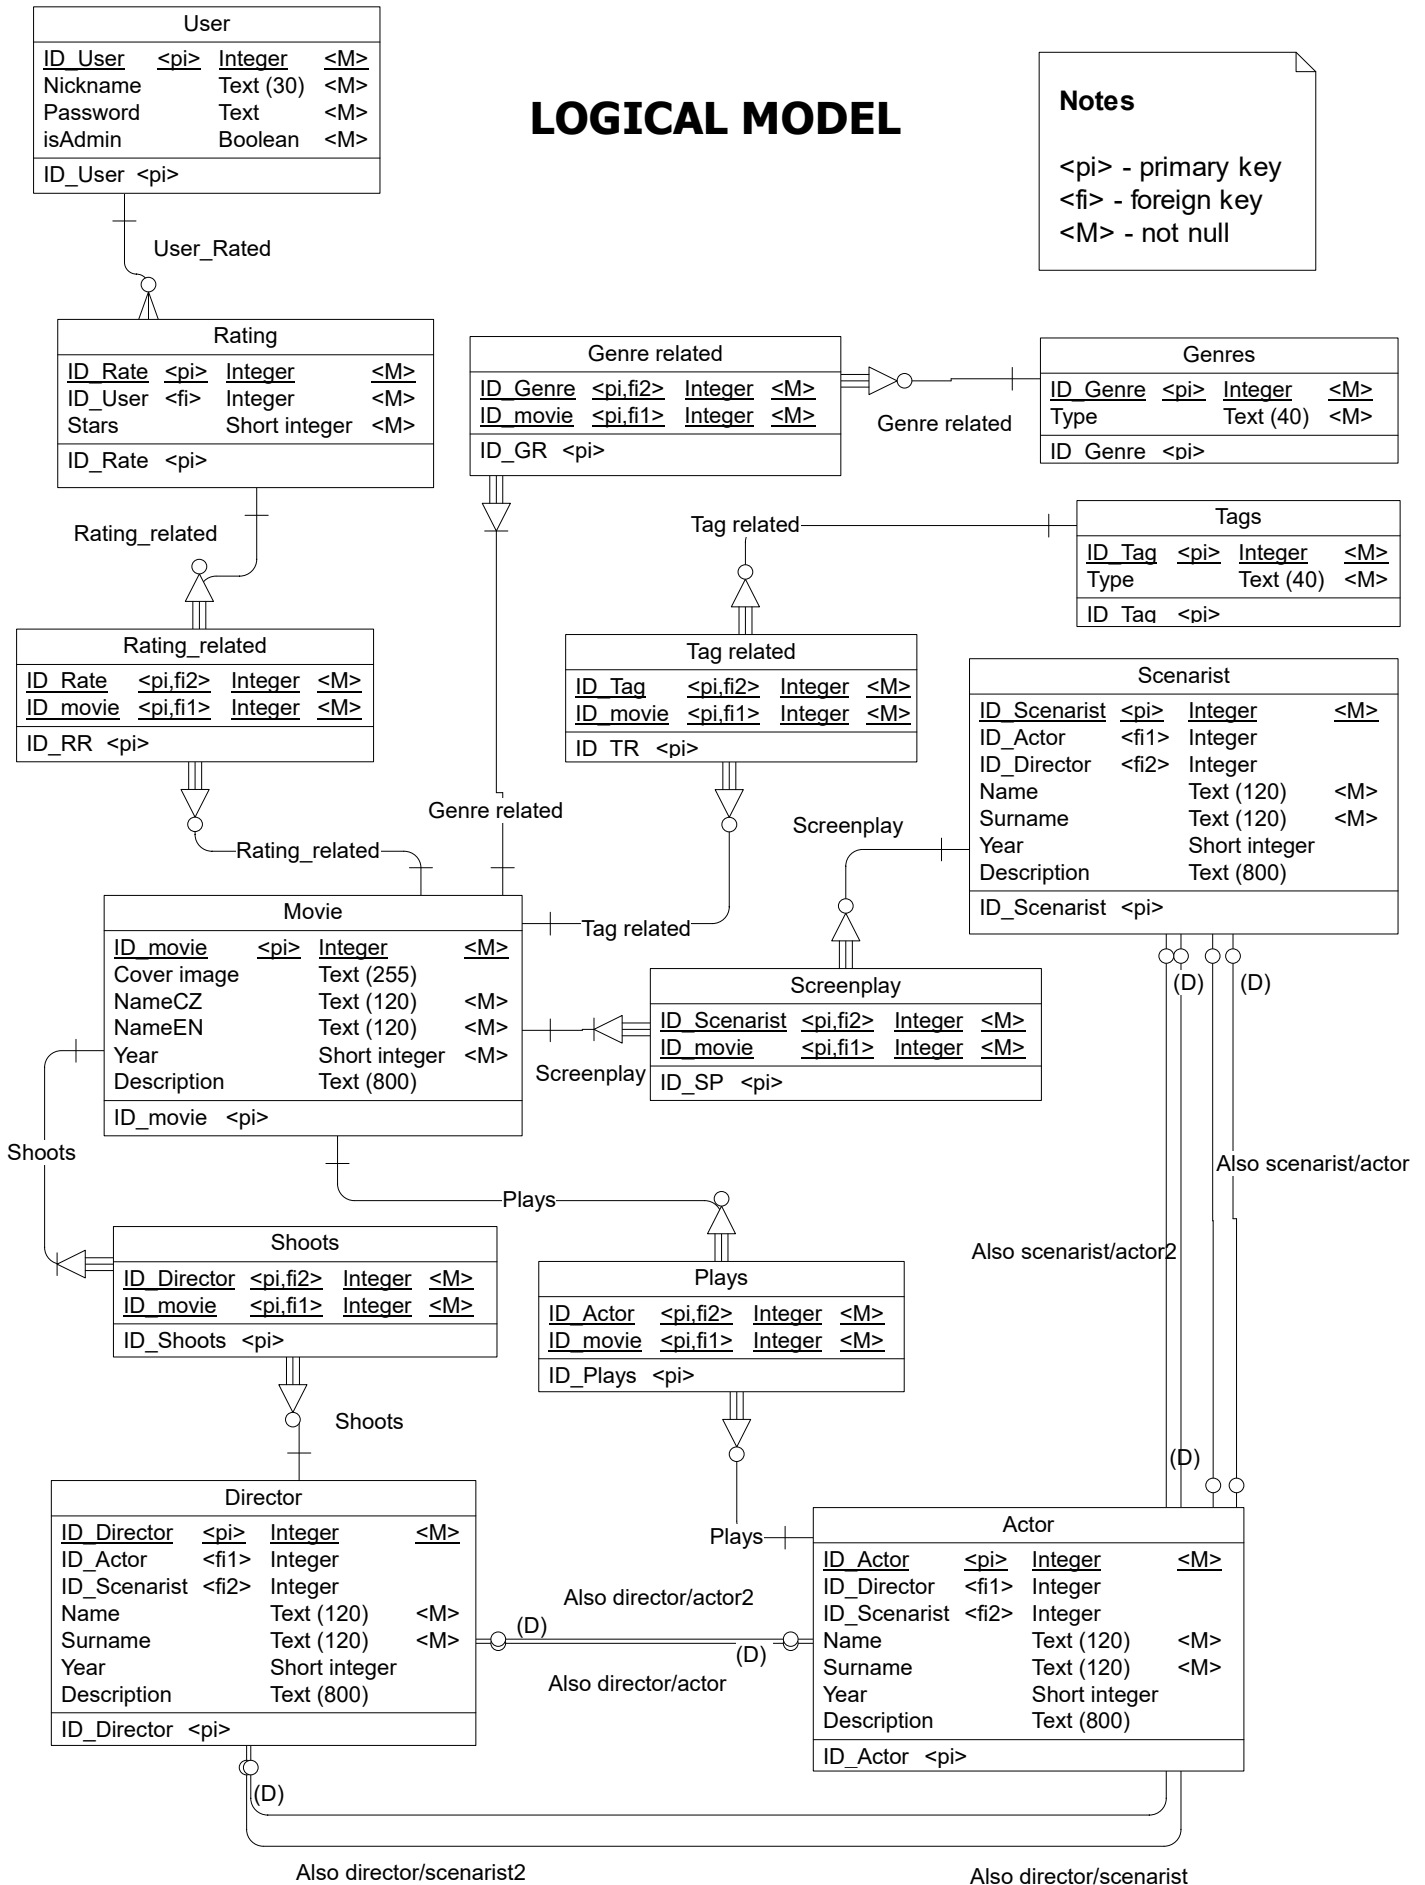 User
ID_User <pi> Integer <M>
Nickname Text (30) <M>
Password Text <M>
isAdmin Boolean <M>
ID_User <pi>
LOGICAL MODEL
Notes
<pi> - primary key
<fi> - foreign key
<M> - not null
User_Rated
Rating
ID_Rate <pi> Integer <M>
ID_User <fi> Integer <M>
Stars Short integer <M>
ID_Rate <pi>
Genre related
ID_Genre <pi,fi2> Integer <M>
ID_movie <pi,fi1> Integer <M>
ID_GR <pi>
Genre related
Genres
ID_Genre <pi> Integer <M>
Type Text (40) <M>
ID_Genre <pi>
Rating_related
Tag related
Tags
ID_Tag <pi> Integer <M>
Type Text (40) <M>
ID_Tag <pi>
Rating_related
ID_Rate <pi,fi2> Integer <M>
ID_movie <pi,fi1> Integer <M>
ID_RR <pi>
Tag related
ID_Tag <pi,fi2> Integer <M>
ID_movie <pi,fi1> Integer <M>
ID_TR <pi>
Scenarist
ID_Scenarist <pi> Integer <M>
ID_Actor <fi1> Integer
ID_Director <fi2> Integer
Name Text (120) <M>
Surname Text (120) <M>
Year Short integer
Description Text (800)
ID_Scenarist <pi>
Genre related
Screenplay
Rating_related
Movie
ID_movie <pi> Integer <M>
Cover image Text (255)
NameCZ Text (120) <M>
NameEN Text (120) <M>
Year Short integer <M>
Description Text (800)
ID_movie <pi>
Tag related
Screenplay
ID_Scenarist <pi,fi2> Integer <M>
ID_movie <pi,fi1> Integer <M>
ID_SP <pi>
Screenplay
(D)
(D)
Shoots
Also scenarist/actor
Plays
Also scenarist/actor2
Shoots
ID_Director <pi,fi2> Integer <M>
ID_movie <pi,fi1> Integer <M>
ID_Shoots <pi>
Plays
ID_Actor <pi,fi2> Integer <M>
ID_movie <pi,fi1> Integer <M>
ID_Plays <pi>
Shoots
(D)
Director
ID_Director <pi> Integer <M>
ID_Actor <fi1> Integer
ID_Scenarist <fi2> Integer
Name Text (120) <M>
Surname Text (120) <M>
Year Short integer
Description Text (800)
ID_Director <pi>
Plays
Also director/actor2
(D)
(D)
Also director/actor
Actor
ID_Actor <pi> Integer <M>
ID_Director <fi1> Integer
ID_Scenarist <fi2> Integer
Name Text (120) <M>
Surname Text (120) <M>
Year Short integer
Description Text (800)
ID_Actor <pi>
(D)
Also director/scenarist2
Also director/scenarist